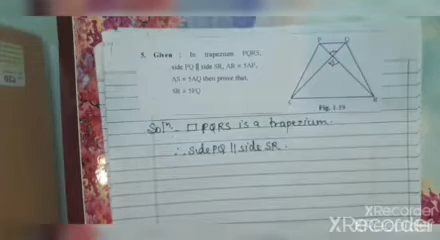 5. Given : In trapezium PQRS,
side PQ || side SR, AR = 5AP,
AS = 5AQ then prove that,
SR = 5PQ
P Q
A
S R
Fig. 1.19
Solⁿ- □ PQRS is a trapezium.
∴ side PQ || side SR.
XRecorder
XRecorder